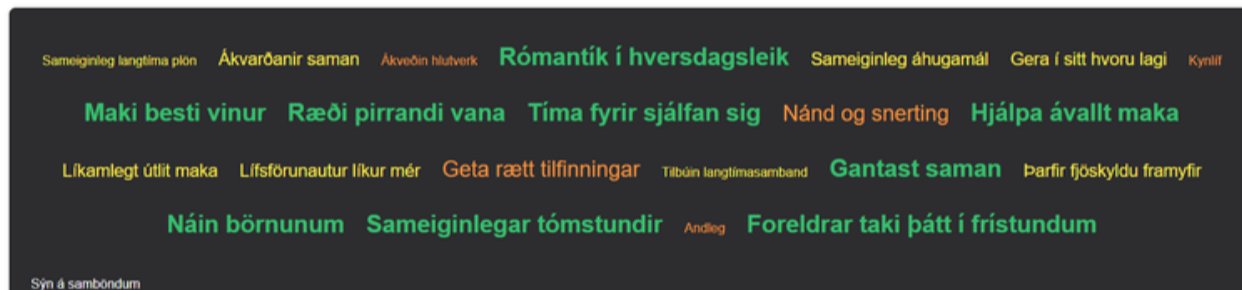 Sameiginleg langtíma plön Ákvarðanir saman Ákveðin hlutverk Rómantík í hversdagsleik Sameiginleg áhugamál Gera í sitt hvoru lagi Kynlíf
Maki besti vinur Ræði pirrandi vana Tíma fyrir sjálfan sig Nánd og snerting Hjálpa ávallt maka
Líkamlegt útlit maka Lífsförunautur líkur mér Geta rætt tilfinningar Tilbúin langtímasamband Gantast saman Þarfir fjöskyldu framyfir
Náin börnunum Sameiginlegar tómstundir Andleg Foreldrar taki þátt í frístundum
Sýn á samböndum